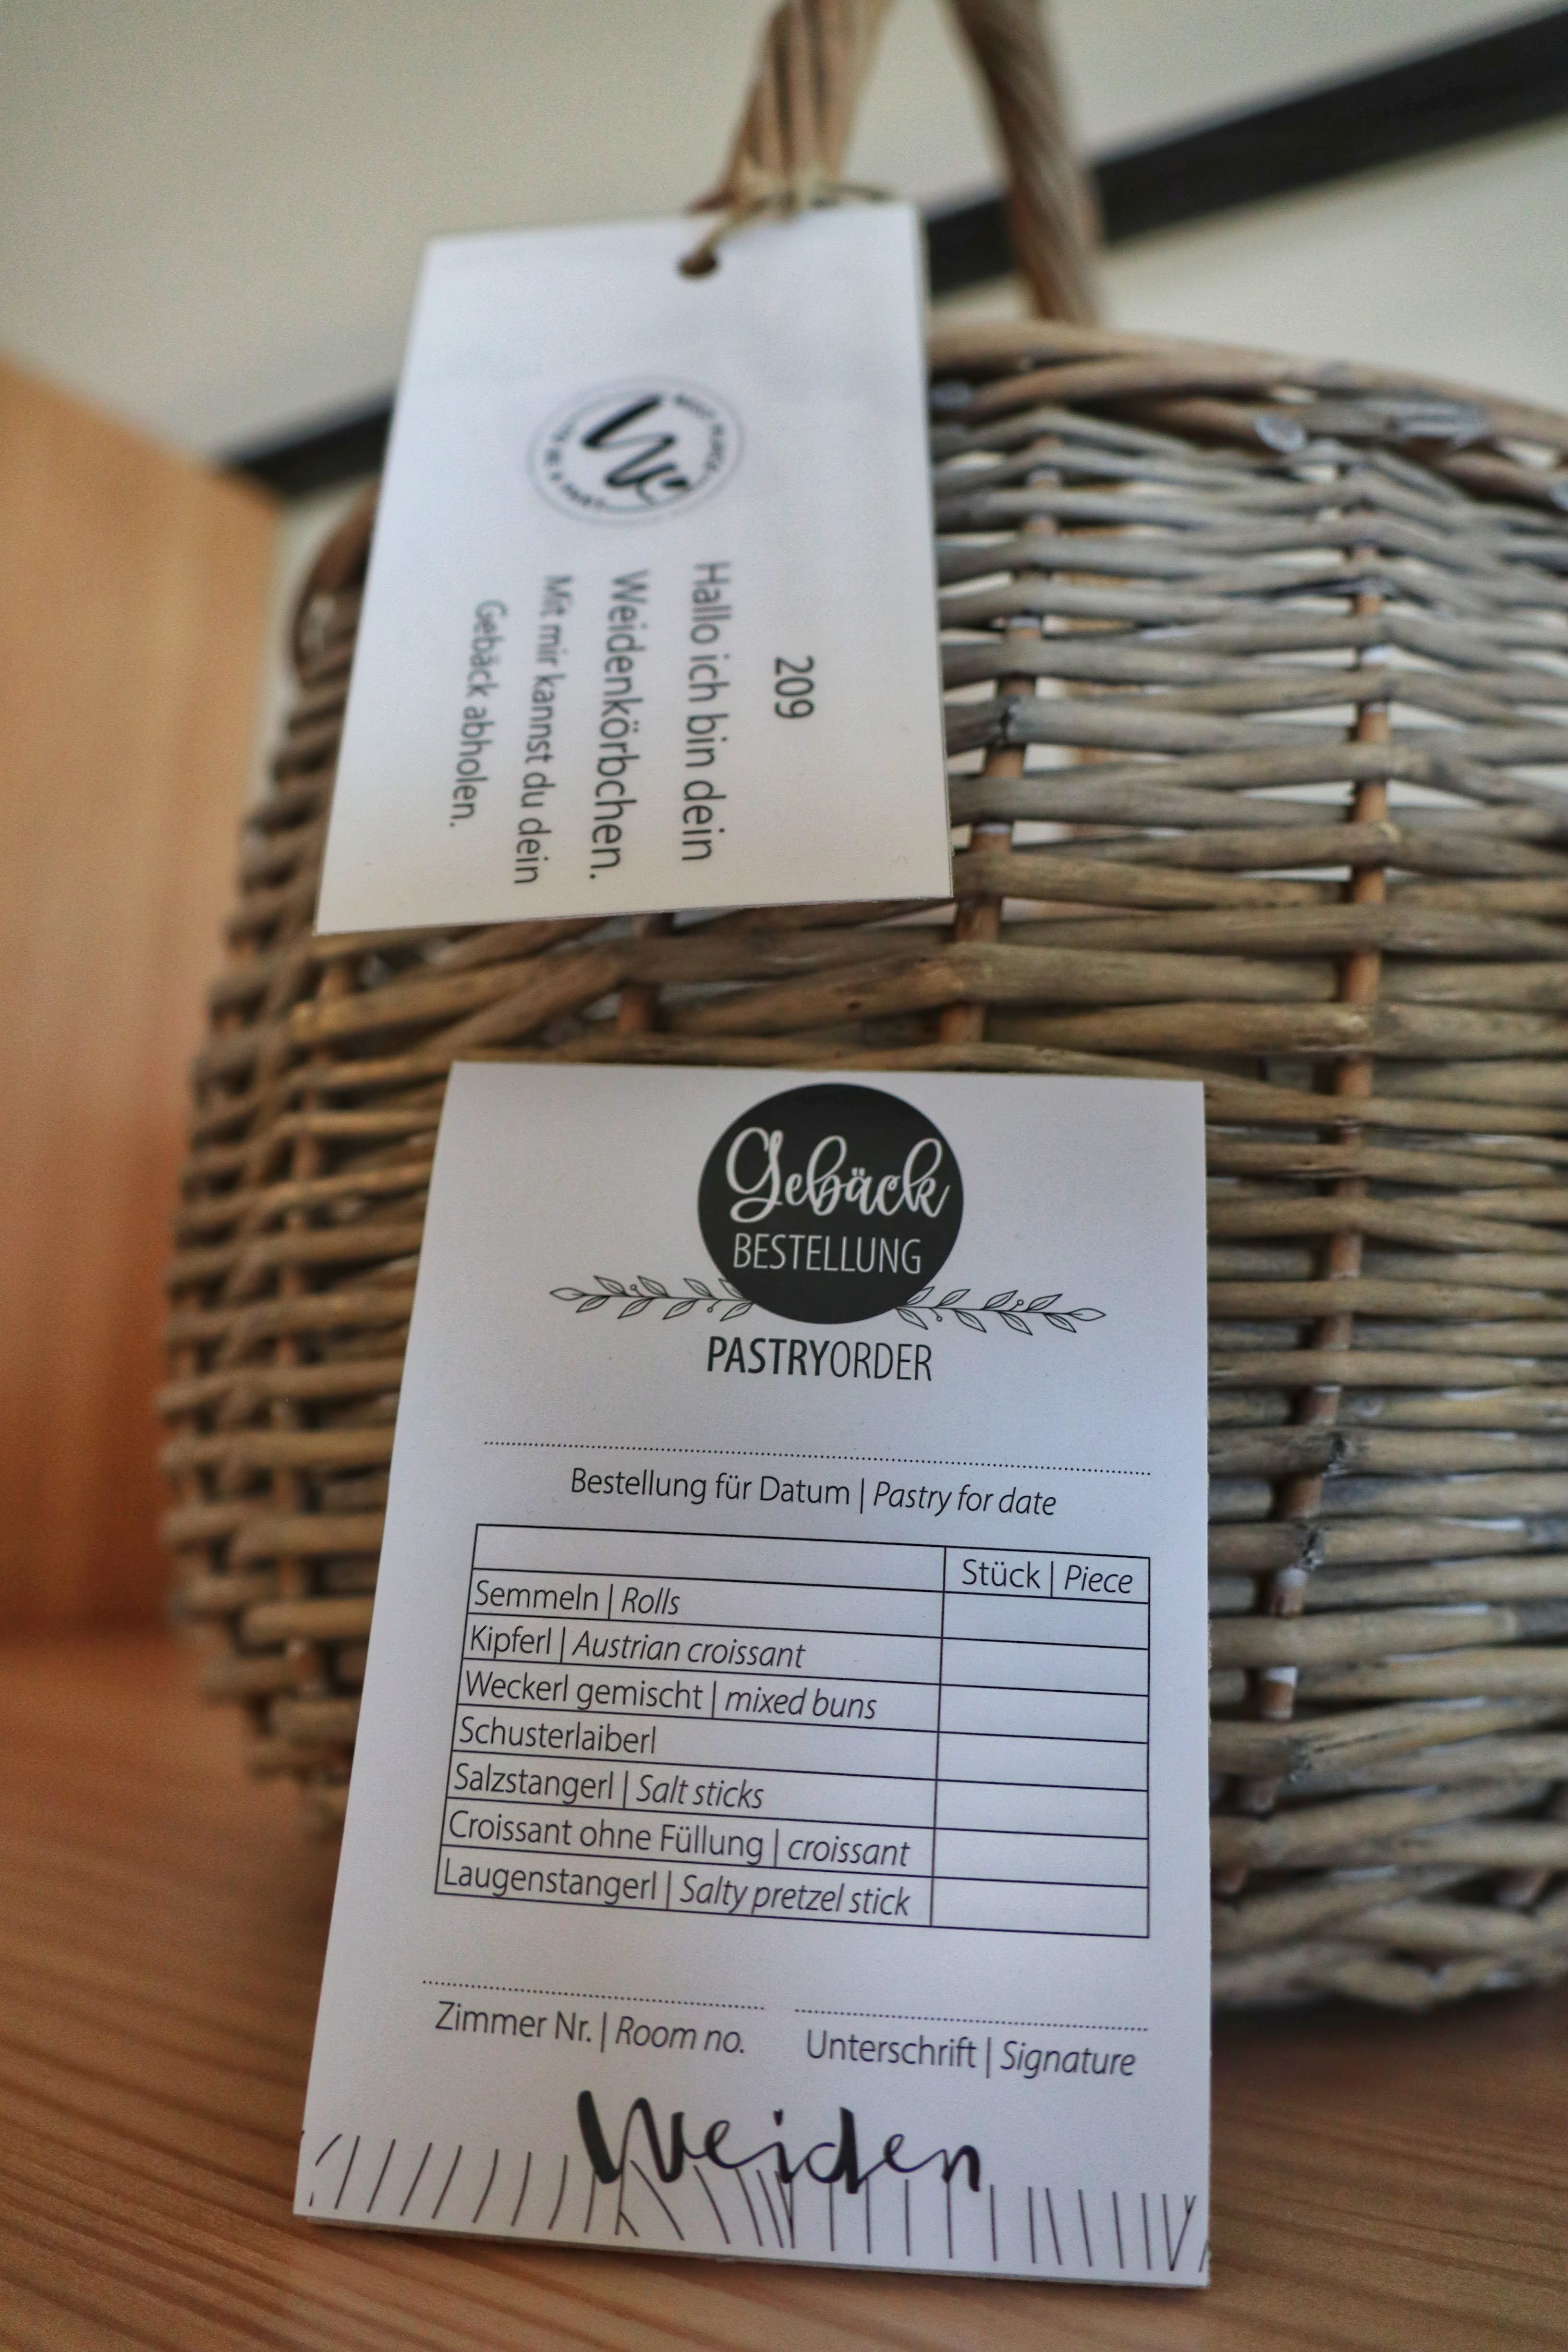 209
Hallo ich bin dein
Weidenkörbchen.
Mit mir kannst du dein
Gebäck abholen.
Gebäck
BESTELLUNG
PASTRYORDER
Bestellung für Datum | Pastry for date
Stück | Piece
Semmeln | Rolls
Kipferl | Austrian croissant
Weckerl gemischt | mixed buns
Schusterlaiberl
Salzstangerl | Salt sticks
Croissant ohne Füllung | croissant
Laugenstangerl | Salty pretzel stick
Zimmer Nr. | Room no. Unterschrift | Signature
Weiden